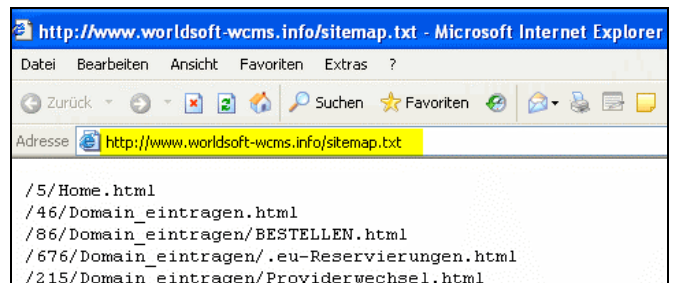 http://www.worldsoft-wcms.info/sitemap.txt - Microsoft Internet Explorer
Datei Bearbeiten Ansicht Favoriten Extras ?
Zurück Suchen Favoriten
Adresse http://www.worldsoft-wcms.info/sitemap.txt
/5/Home.html
/46/Domain_eintragen.html
/86/Domain_eintragen/BESTELLEN.html
/676/Domain_eintragen/.eu-Reservierungen.html
/215/Domain_eintragen/Providerwechsel.html